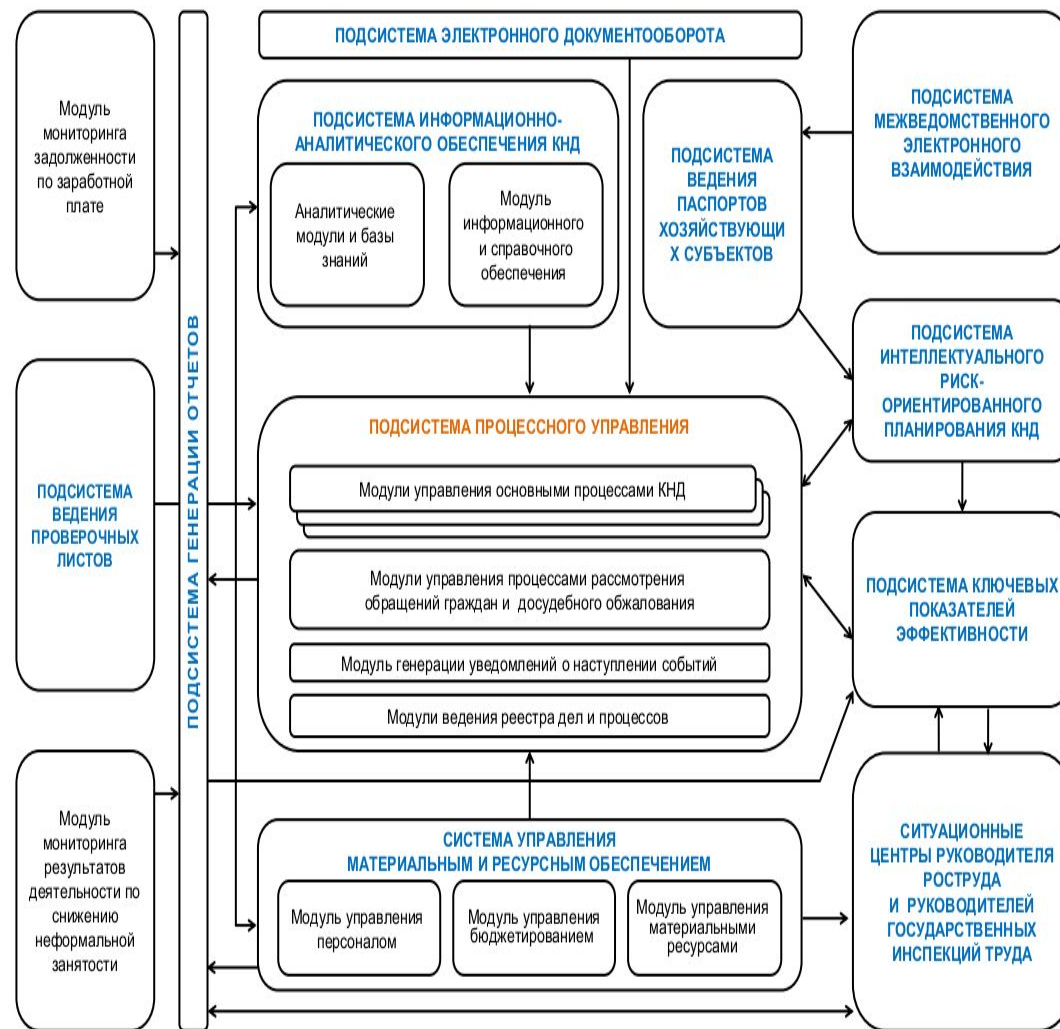 Модуль
мониторинга
задолженности
по заработной
плате
ПОДСИСТЕМА
ВЕДЕНИЯ
ПРОВЕРОЧНЫХ
ЛИСТОВ
Модуль
мониторинга
результатов
деятельности по
снижению
неформальной
занятости
ПОДСИСТЕМА ГЕНЕРАЦИИ ОТЧЕТОВ
ПОДСИСТЕМА ЭЛЕКТРОННОГО ДОКУМЕНТООБОРОТА
ПОДСИСТЕМА ИНФОРМАЦИОННО-
АНАЛИТИЧЕСКОГО ОБЕСПЕЧЕНИЯ КНД
Аналитические
модули и базы
знаний
Модуль
информационного
и справочного
обеспечения
ПОДСИСТЕМА
ВЕДЕНИЯ
ПАСПОРТОВ
ХОЗЯЙСТВУЮЩИ
Х СУБЪЕКТОВ
ПОДСИСТЕМА ПРОЦЕССНОГО УПРАВЛЕНИЯ
Модули управления основными процессами КНД
Модули управления процессами рассмотрения
обращений граждан и досудебного обжалования
Модуль генерации уведомлений о наступлении событий
Модули ведения реестра дел и процессов
СИСТЕМА УПРАВЛЕНИЯ
МАТЕРИАЛЬНЫМ И РЕСУРСНЫМ ОБЕСПЕЧЕНИЕМ
Модуль управления
персоналом
Модуль управления
бюджетированием
Модуль управления
материальными
ресурсами
ПОДСИСТЕМА
МЕЖВЕДОМСТВЕННОГО
ЭЛЕКТРОННОГО
ВЗАИМОДЕЙСТВИЯ
ПОДСИСТЕМА
ИНТЕЛЛЕКТУАЛЬНОГО
РИСК-
ОРИЕНТИРОВАННОГО
ПЛАНИРОВАНИЯ КНД
ПОДСИСТЕМА КЛЮЧЕВЫХ
ПОКАЗАТЕЛЕЙ
ЭФФЕКТИВНОСТИ
СИТУАЦИОННЫЕ
ЦЕНТРЫ РУКОВОДИТЕЛЯ
РОСТРУДА
И РУКОВОДИТЕЛЕЙ
ГОСУДАРСТВЕННЫХ
ИНСПЕКЦИЙ ТРУДА